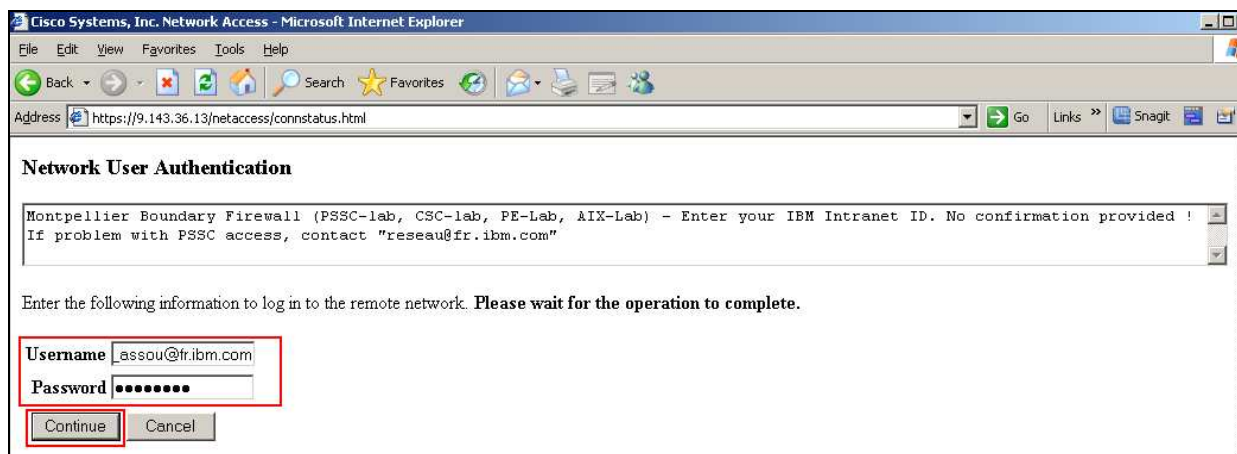 Cisco Systems, Inc. Network Access - Microsoft Internet Explorer
File Edit View Favorites Tools Help
Back Search Favorites
Address https://9.143.36.13/netaccess/connstatus.html Go Links » Snagit
Network User Authentication
Montpellier Boundary Firewall (PSSC-lab, CSC-lab, PE-Lab, AIX-Lab) - Enter your IBM Intranet ID. No confirmation provided !
If problem with PSSC access, contact "reseau@fr.ibm.com"
Enter the following information to log in to the remote network. Please wait for the operation to complete.
Username _assou@fr.ibm.com
Password ●●●●●●●●
Continue Cancel